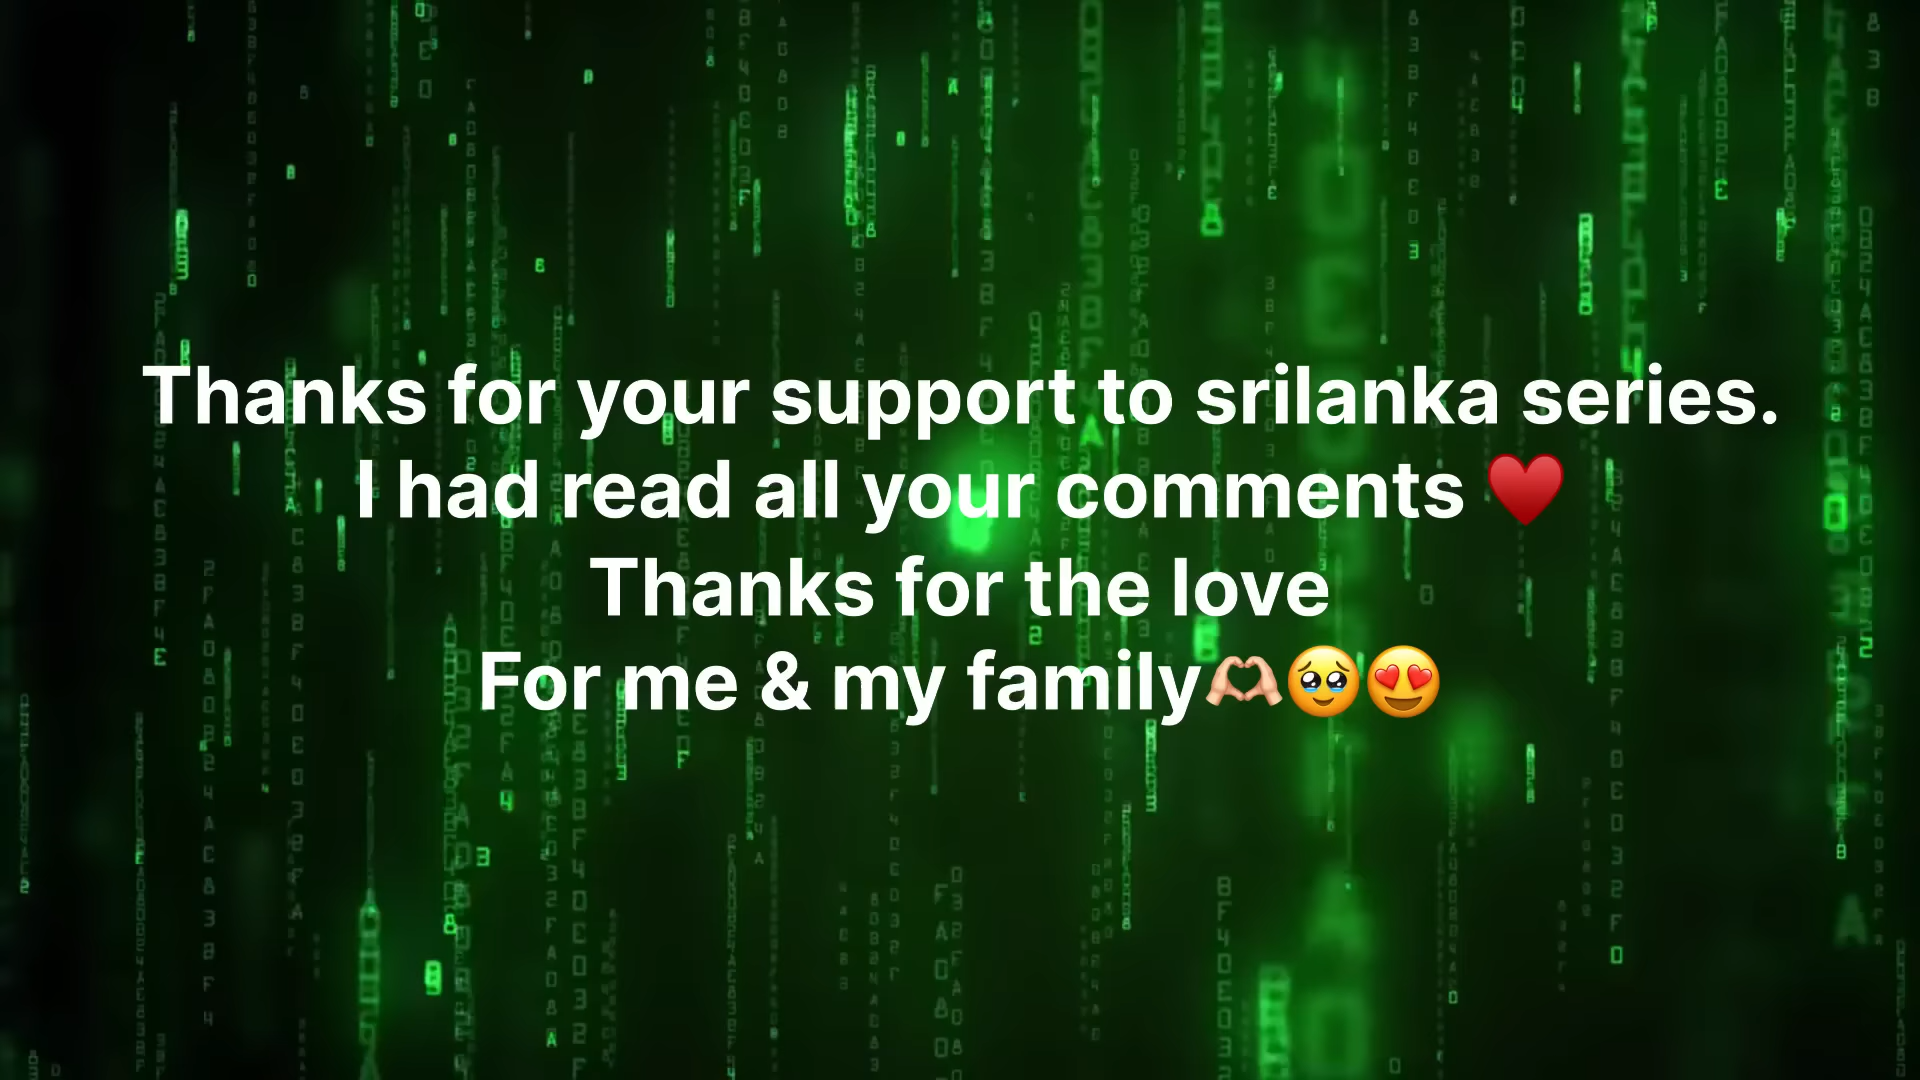 Thanks for your support to srilanka series.
I had read all your comments ♥️
Thanks for the love
For me & my family🫶🏻🥹😍